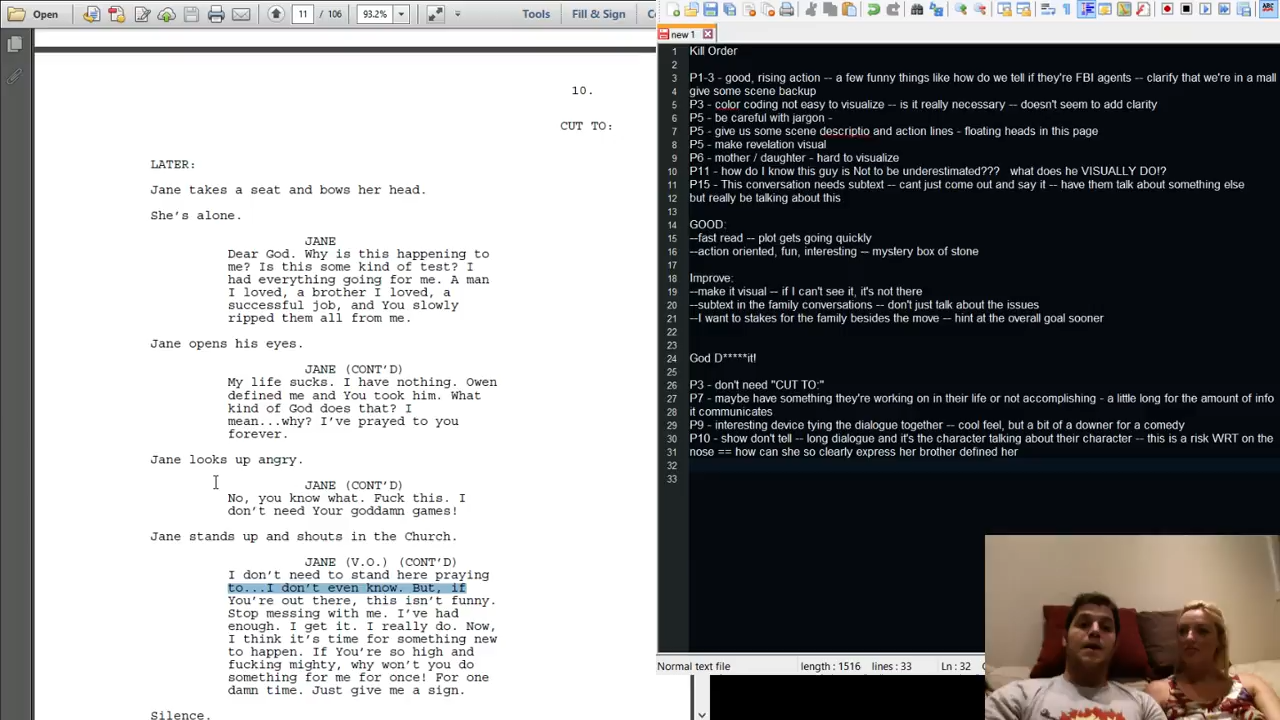 Open
11
/ 106
93.2%
Tools
Fill & Sign
10.
CUT TO:
LATER:
Jane takes a seat and bows her head.
She's alone.
JANE
Dear God. Why is this happening to
me? Is this some kind of test? I
had everything going for me. A man
I loved, a brother I loved, a
successful job, and You slowly
ripped them all from me.
Jane opens his eyes.
JANE (CONT'D)
My life sucks. I have nothing. Owen
defined me and You took him. What
kind of God does that? I
mean...why? I've prayed to you
forever.
Jane looks up angry.
JANE (CONT'D)
No, you know what. Fuck this. I
don't need Your goddamn games!
Jane stands up and shouts in the Church.
JANE (V.O.) (CONT'D)
I don't need to stand here praying
to...I don't even know. But, if
You're out there, this isn't funny.
Stop messing with me. I've had
enough. I get it. I really do. Now,
I think it's time for something new
to happen. If You're so high and
fucking mighty, why won't you do
something for me for once! For one
damn time. Just give me a sign.
Silence.
new 1
1 Kill Order
2
3 P1-3 - good, rising action -- a few funny things like how do we tell if they're FBI agents -- clarify that we're in a mall
4 give some scene backup
5 P3 - color coding not easy to visualize -- is it really necessary -- doesn't seem to add clarity
6 P5 - be careful with jargon -
7 P5 - give us some scene descriptio and action lines - floating heads in this page
8 P5 - make revelation visual
9 P6 - mother / daughter - hard to visualize
10 P11 - how do I know this guy is Not to be underestimated??? what does he VISUALLY DO!?
11 P15 - This conversation needs subtext -- cant just come out and say it -- have them talk about something else
12 but really be talking about this
13
14 GOOD:
15 --fast read -- plot gets going quickly
16 --action oriented, fun, interesting -- mystery box of stone
17
18 Improve:
19 --make it visual -- if I can't see it, it's not there
20 --subtext in the family conversations -- don't just talk about the issues
21 --I want to stakes for the family besides the move -- hint at the overall goal sooner
22
23
24 God D*****it!
25
26 P3 - don't need "CUT TO:"
27 P7 - maybe have something they're working on in their life or not accomplishing - a little long for the amount of info
28 it communicates
29 P9 - interesting device tying the dialogue together -- cool feel, but a bit of a downer for a comedy
30 P10 - show don't tell -- long dialogue and it's the character talking about their character -- this is a risk WRT on the
31 nose == how can she so clearly express her brother defined her
32
33
Normal text file
length : 1516
lines : 33
Ln : 32